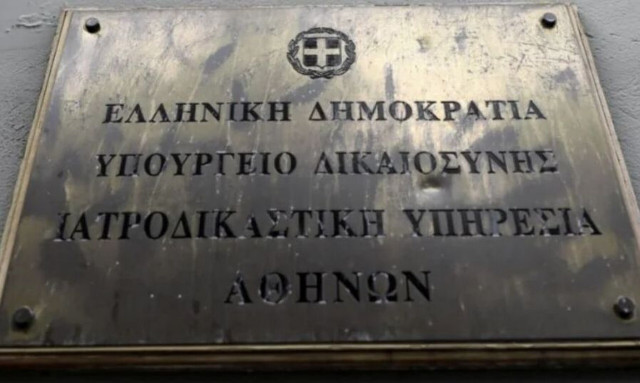 ΕΛΛΗΝΙΚΗ ΔΗΜΟΚΡΑΤΙΑ
ΥΠΟΥΡΓΕΙΟ ΔΙΚΑΙΟΣΥΝΗΣ
ΙΑΤΡΟΔΙΚΑΣΤΙΚΗ ΥΠΗΡΕΣΙΑ
ΑΘΗΝΩΝ